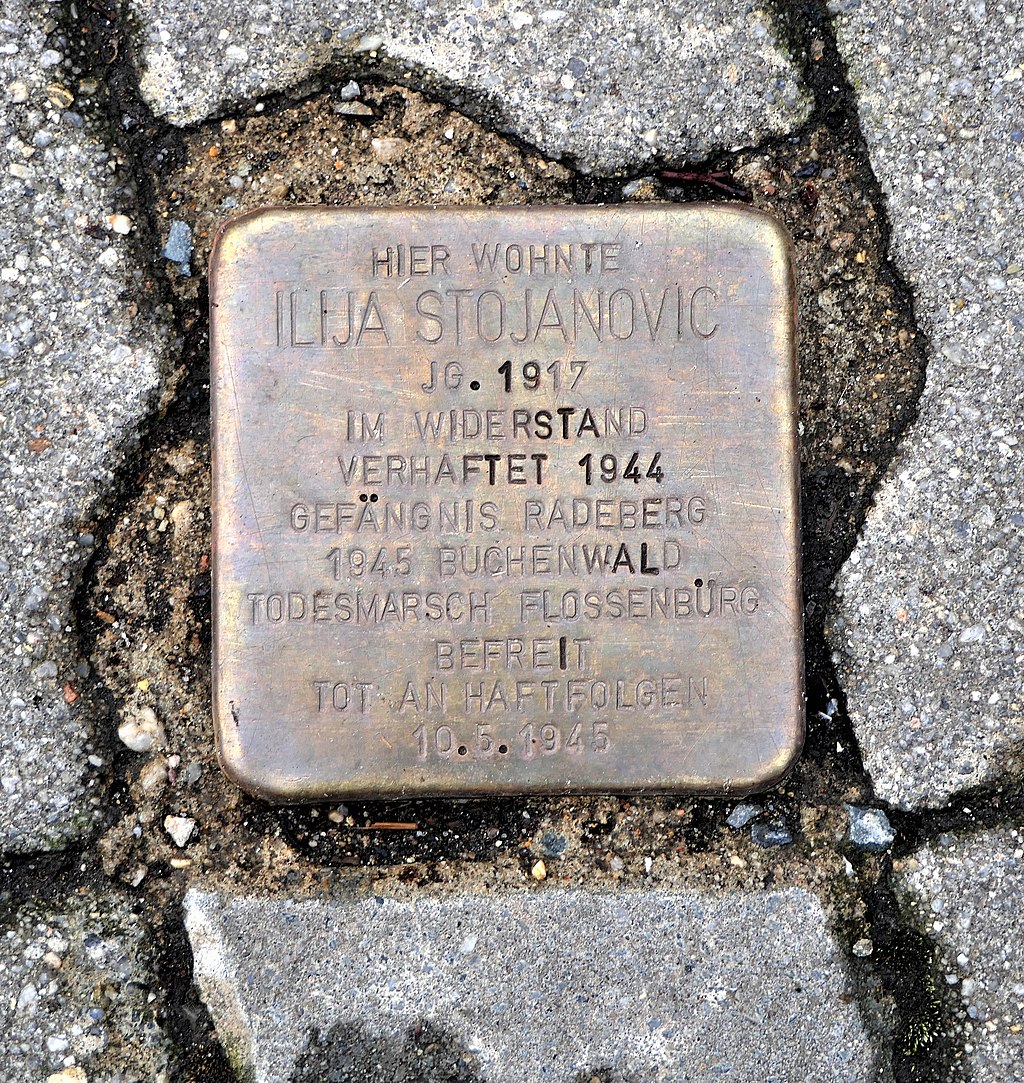 HIER WOHNTE
ILIJA STOJANOVIC
JG. 1917
IM WIDERSTAND
VERHAFTET 1944
GEFÄNGNIS RADEBERG
1945 BUCHENWALD
TODESMARSCH FLOSSENBÜRG
BEFREIT
TOT AN HAFTFOLGEN
10.5.1945